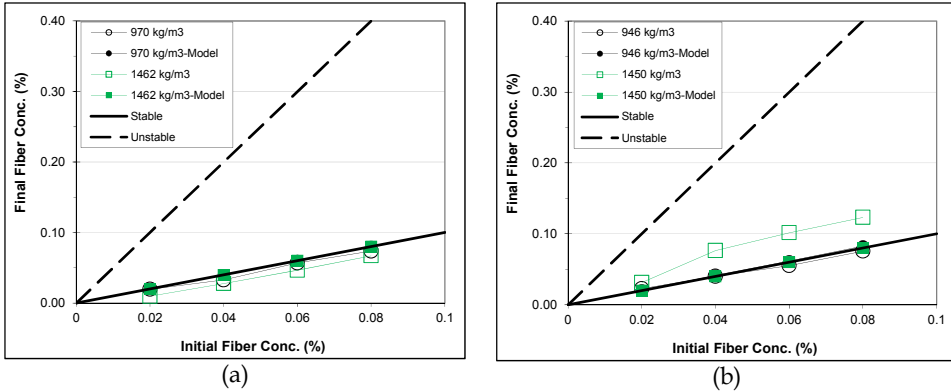 0.40
0.30
0.20
0.10
0.00
Final Fiber Conc. (%)
970 kg/m3
970 kg/m3-Model
1462 kg/m3
1462 kg/m3-Model
Stable
Unstable
0 0.02 0.04 0.06 0.08 0.1
Initial Fiber Conc. (%)
(a)
0.40
0.30
0.20
0.10
0.00
Final Fiber Conc. (%)
946 kg/m3
946 kg/m3-Model
1450 kg/m3
1450 kg/m3-Model
Stable
Unstable
0 0.02 0.04 0.06 0.08 0.1
Initial Fiber Conc. (%)
(b)